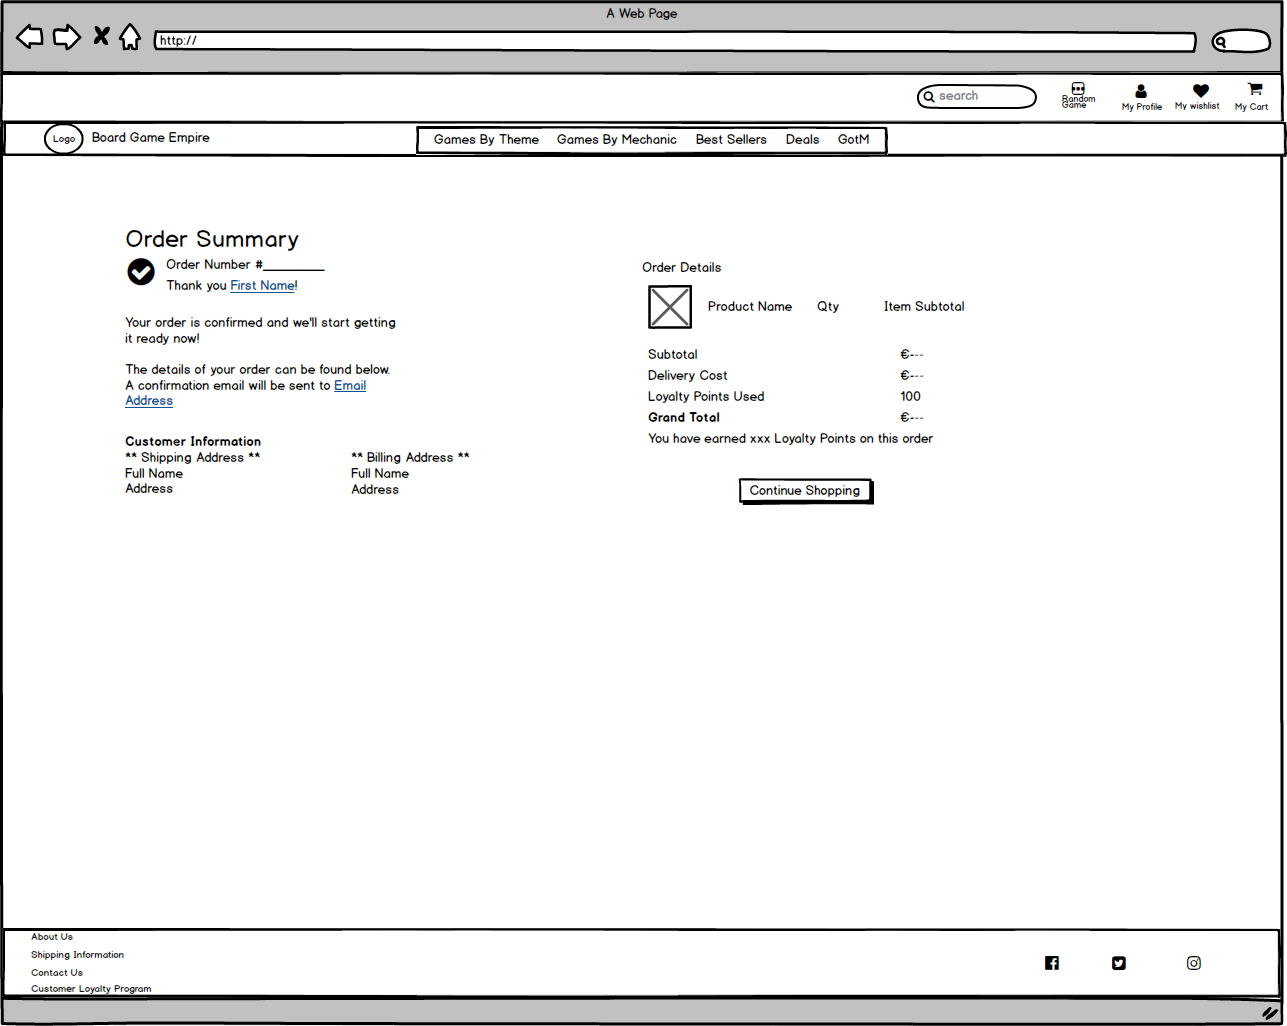 A Web Page
http://
search
Random
Game
My Profile
My wishlist
My Cart
Logo
Board Game Empire
Games By Theme Games By Mechanic Best Sellers Deals GotM
Order Summary
Order Number #_________
Thank you First Name!
Your order is confirmed and we'll start getting
it ready now!
The details of your order can be found below.
A confirmation email will be sent to Email
Address
Customer Information
** Shipping Address **
Full Name
Address
** Billing Address **
Full Name
Address
Order Details
Product Name Qty Item Subtotal
Subtotal €---
Delivery Cost €---
Loyalty Points Used 100
Grand Total €---
You have earned xxx Loyalty Points on this order
Continue Shopping
About Us
Shipping Information
Contact Us
Customer Loyalty Program